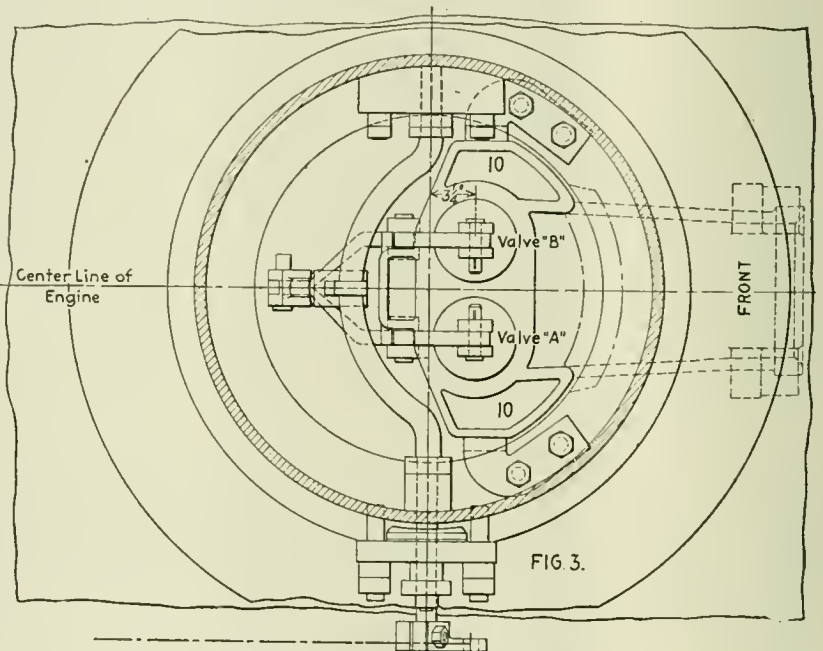 10
3¼"
Valve "B"
Center Line of
Engine
FRONT
Valve "A"
10
FIG. 3.